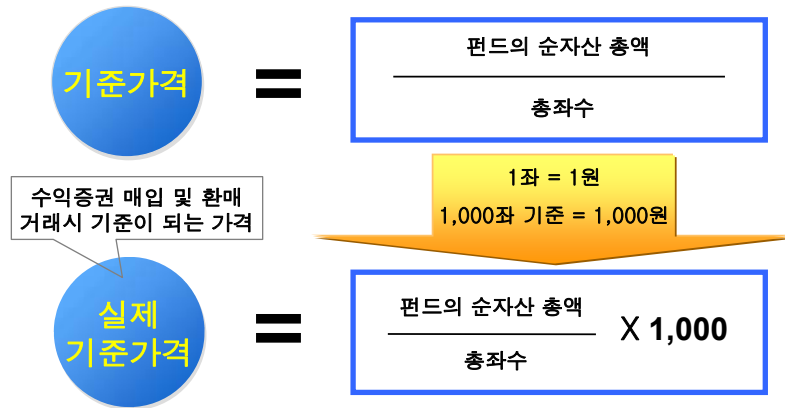 기준가격
=
펀드의 순자산 총액
총좌수
1좌 = 1원
1,000좌 기준 = 1,000원
수익증권 매입 및 환매
거래시 기준이 되는 가격
실제
기준가격
=
펀드의 순자산 총액
총좌수
X 1,000